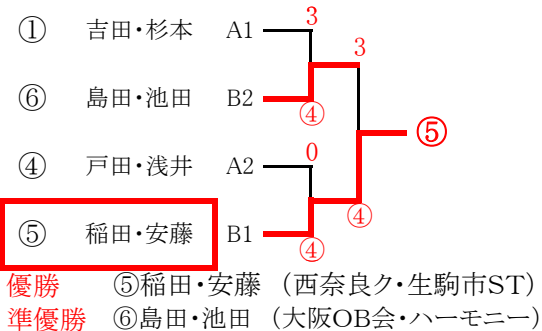 ① 吉田・杉本 A1 3
3
⑥ 島田・池田 B2 ④
⑤
④ 戸田・浅井 A2 0
④
⑤ 稲田・安藤 B1 ④
優勝 ⑤稲田・安藤 （西奈良ク・生駒市ST）
準優勝 ⑥島田・池田 （大阪OB会・ハーモニー）